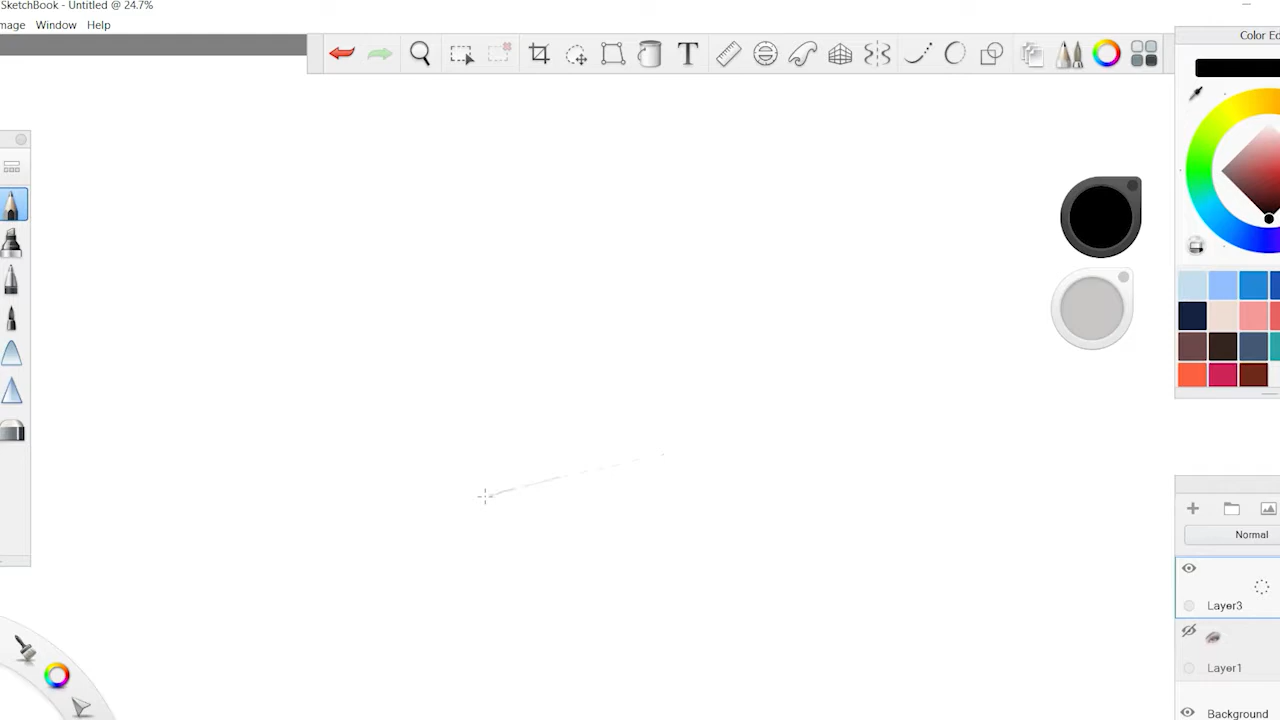 SketchBook - Untitled @ 24.7%
mage Window Help
T
Color Ed
Normal
Layer3
Layer1
Background